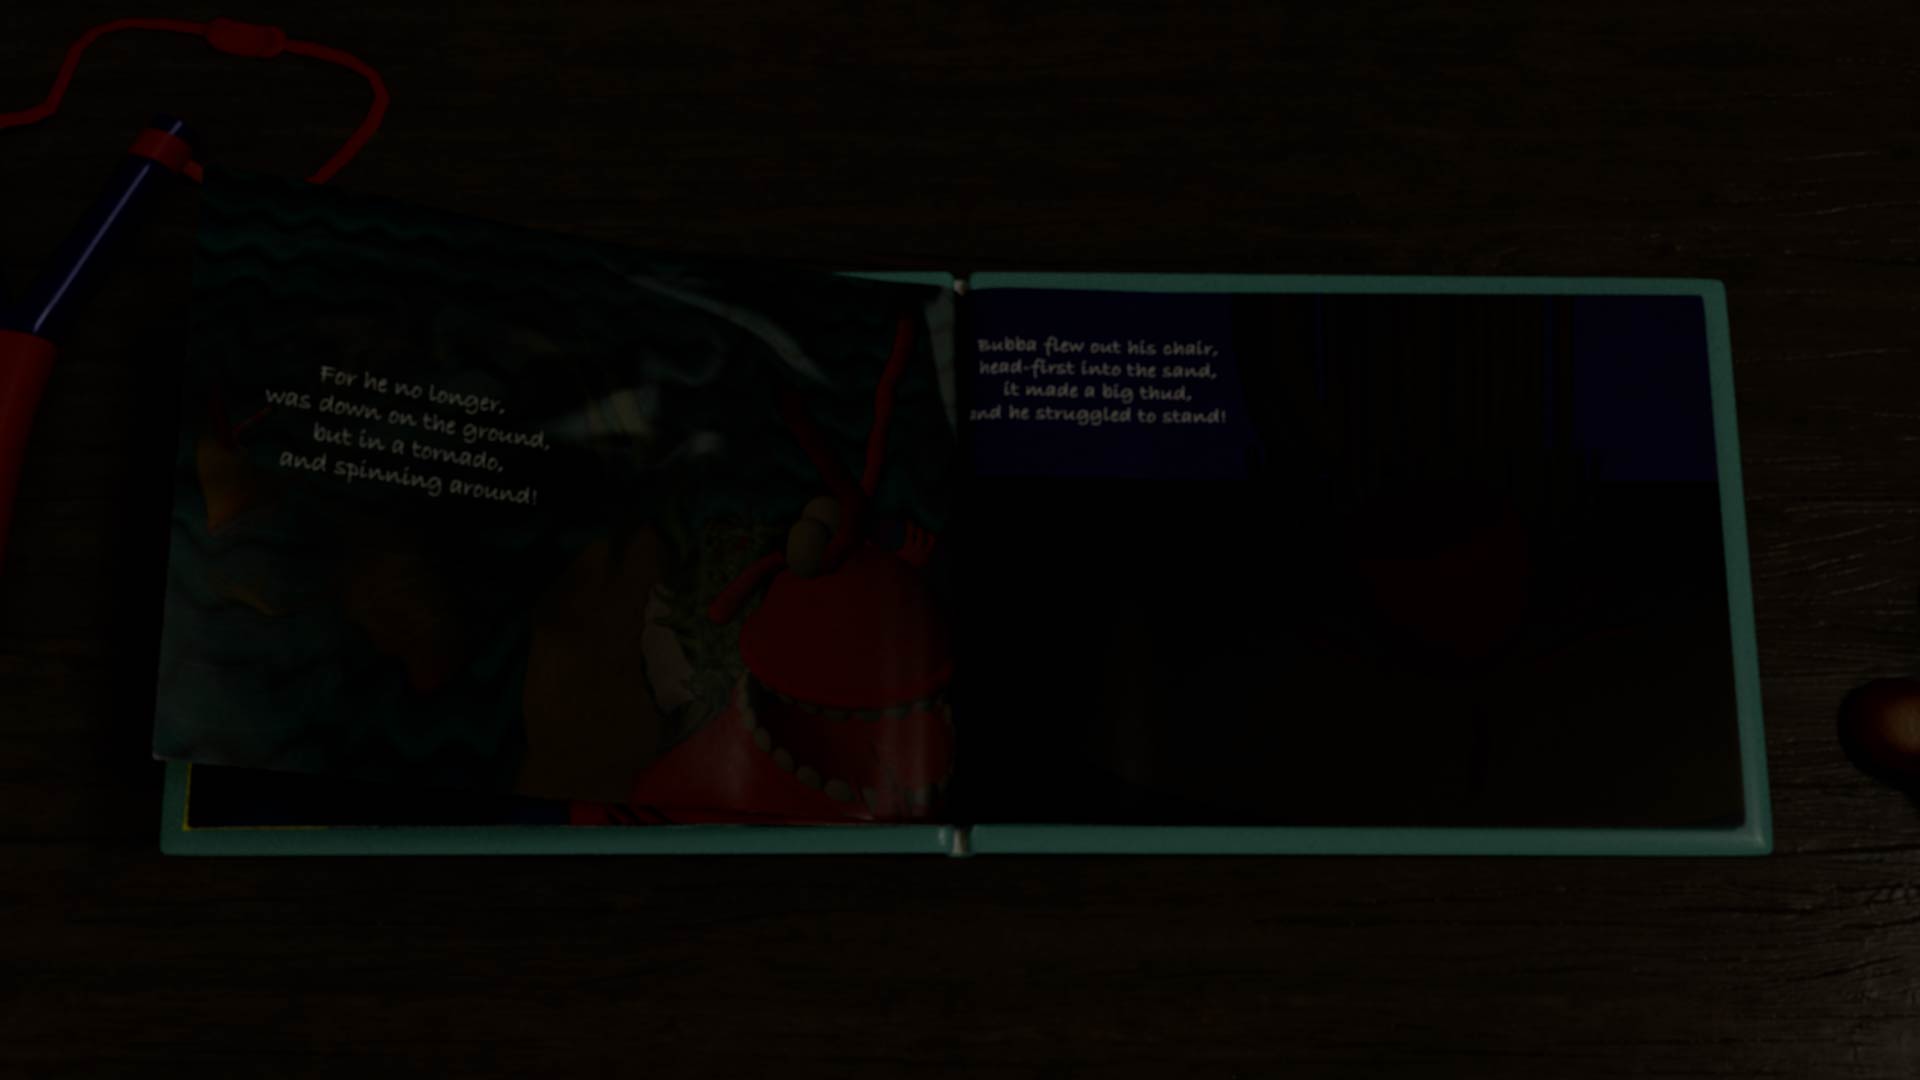 For he no longer,
was down on the ground,
but in a tornado,
and spinning around!
Bubba flew out his chair,
head-first into the sand,
it made a big thud,
and he struggled to stand!